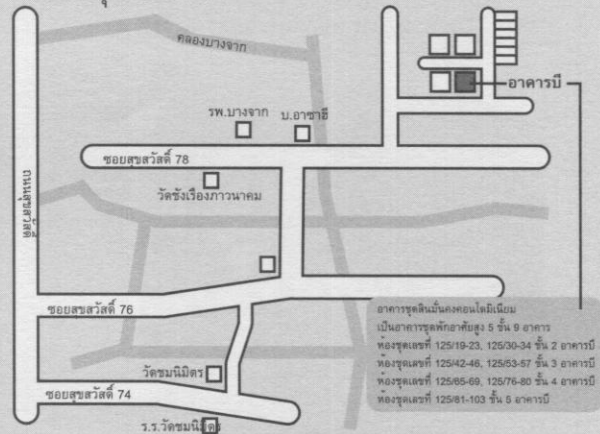 คลองบางจาก
อาคารบี
รพ.บางจาก
บ.อาซาฮี
ซอยสุขสวัสดิ์ 78
ถนนสุขสวัสดิ์
วัดชังเรืองภาวนาคม
ซอยสุขสวัสดิ์ 76
อาคารชุดสินมั่นคงคอนโดมิเนียม
เป็นอาคารชุดพักอาศัยสูง 5 ชั้น 9 อาคาร
ห้องชุดเลขที่ 125/19-23, 125/30-34 ชั้น 2 อาคารบี
ห้องชุดเลขที่ 125/42-46, 125/53-57 ชั้น 3 อาคารบี
ห้องชุดเลขที่ 125/65-69, 125/76-80 ชั้น 4 อาคารบี
ห้องชุดเลขที่ 125/81-103 ชั้น 5 อาคารบี
วัดชมนิมิตร
ซอยสุขสวัสดิ์ 74
ร.ร.วัดชมนิมิตร